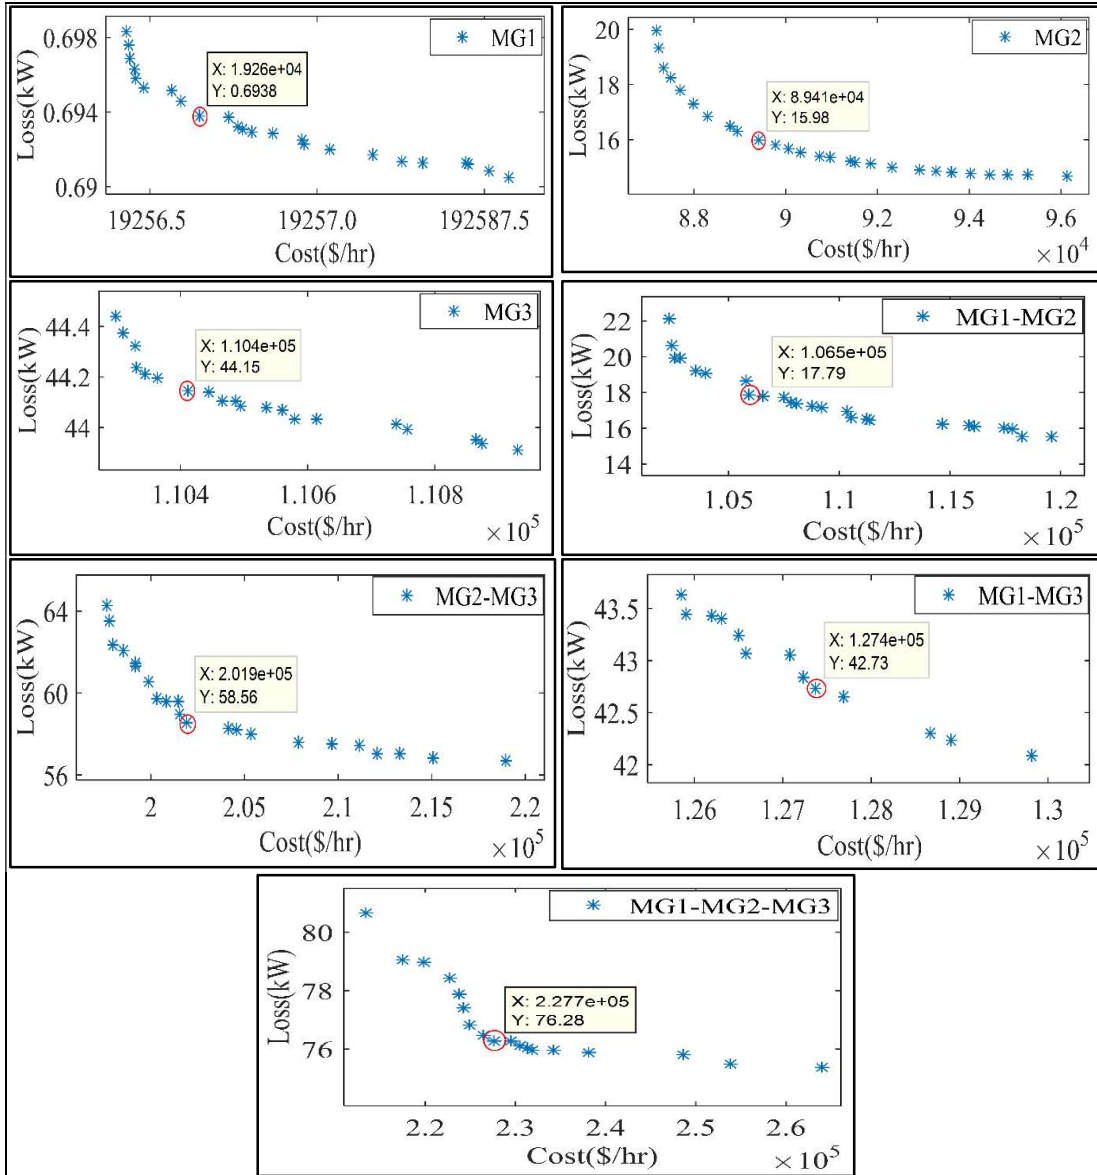 MG1
X: 1.926e+04
Y: 0.6938
0.698
0.694
0.69
Loss(kW)
19256.5 19257.0 192587.5
Cost($/hr)
MG2
X: 8.941e+04
Y: 15.98
20
18
16
Loss(kW)
8.8 9 9.2 9.4 9.6
Cost($/hr) ×10⁴
MG3
X: 1.104e+05
Y: 44.15
44.4
44.2
44
Loss(kW)
1.104 1.106 1.108
Cost($/hr) ×10⁵
MG1-MG2
X: 1.065e+05
Y: 17.79
22
20
18
16
14
Loss(kW)
1.05 1.1 1.15 1.2
Cost($/hr) ×10⁵
MG2-MG3
X: 2.019e+05
Y: 58.56
64
60
56
Loss(kW)
2 2.05 2.1 2.15 2.2
Cost($/hr) ×10⁵
MG1-MG3
X: 1.274e+05
Y: 42.73
43.5
43
42.5
42
Loss(kW)
1.26 1.27 1.28 1.29 1.3
Cost($/hr) ×10⁵
MG1-MG2-MG3
X: 2.277e+05
Y: 76.28
80
78
76
Loss(kW)
2.2 2.3 2.4 2.5 2.6
Cost($/hr) ×10⁵